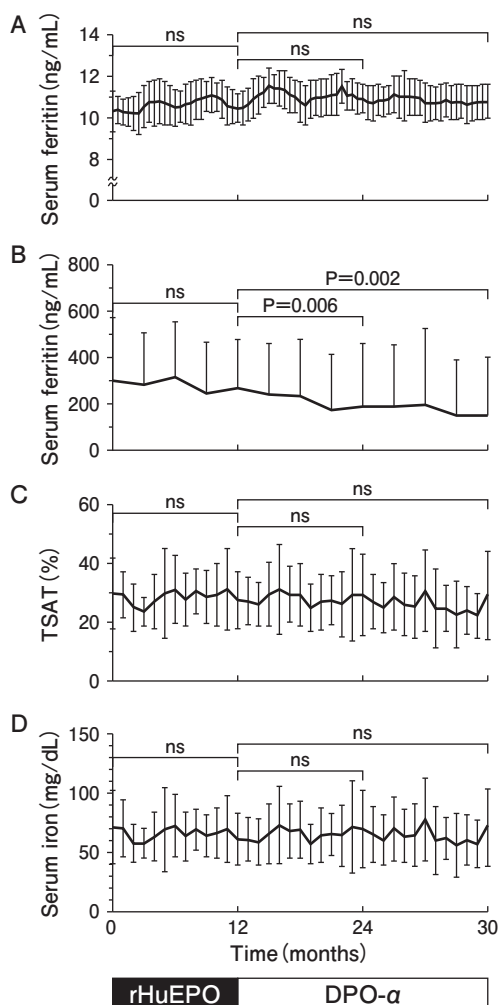 A
Serum ferritin (ng/mL)
14
12
10
8
0
ns
ns
ns
B
Serum ferritin (ng/mL)
800
600
400
200
0
ns
P=0.002
P=0.006
C
TSAT (%)
60
40
20
0
ns
ns
ns
D
Serum iron (mg/dL)
150
100
50
0
ns
ns
ns
0 12 24 30
Time (months)
rHuEPO DPO-α